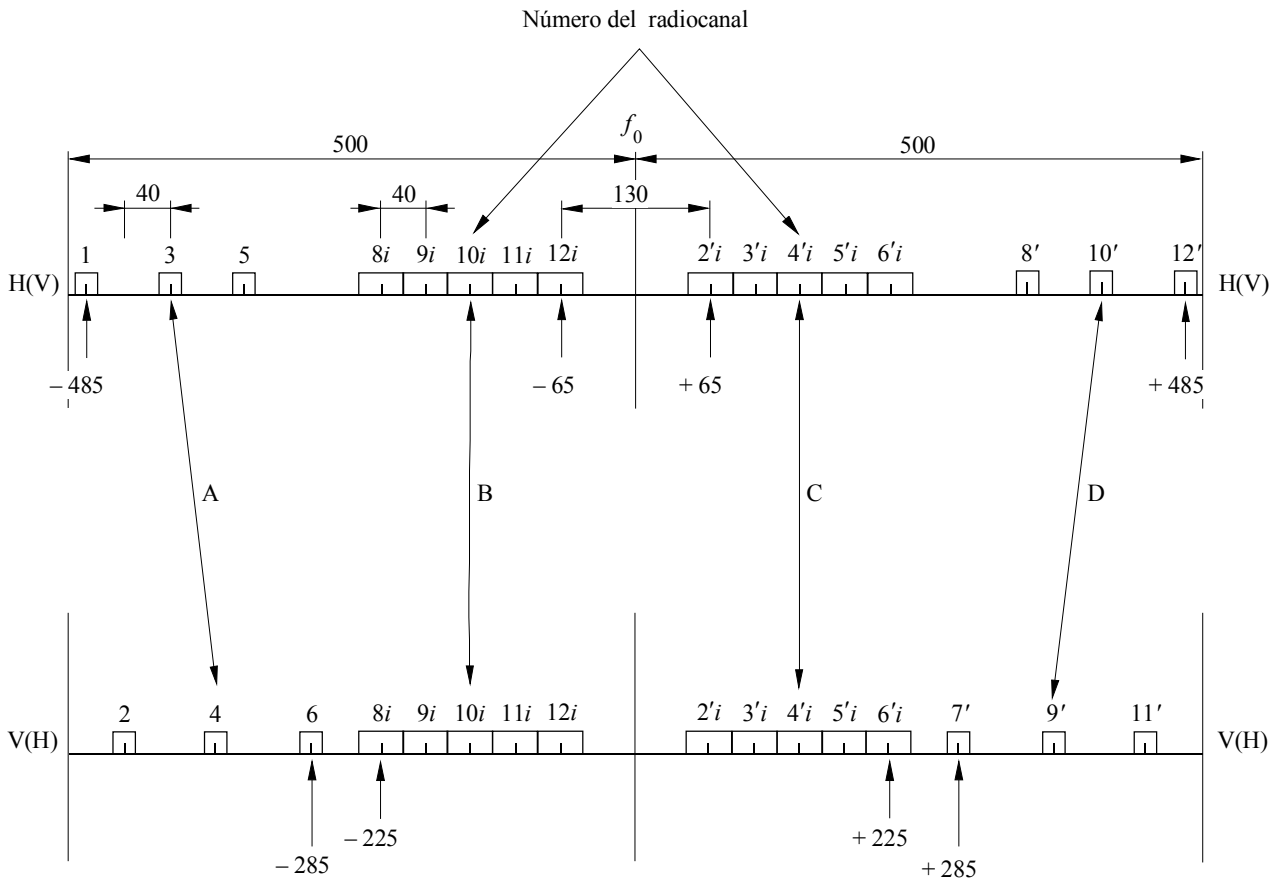 Número del radiocanal
f0
500 500
40 40 130
1 3 5 8i 9i 10i 11i 12i 2′i 3′i 4′i 5′i 6′i 8′ 10′ 12′
H(V) H(V)
– 485 – 65 + 65 + 485
A B C D
2 4 6 8i 9i 10i 11i 12i 2′i 3′i 4′i 5′i 6′i 7′ 9′ 11′
V(H) V(H)
– 225 + 225
– 285 + 285